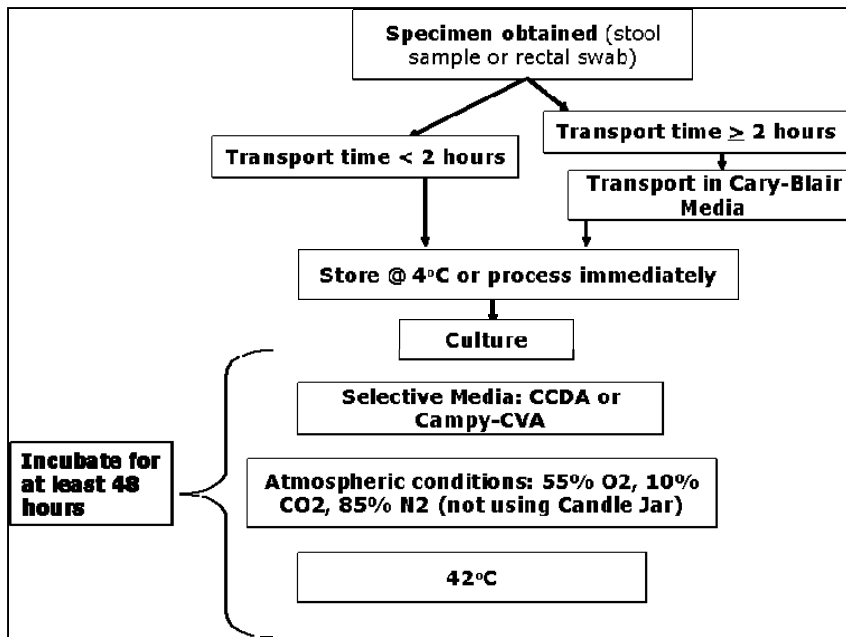 Specimen obtained (stool
sample or rectal swab)
Transport time < 2 hours
Transport time ≥ 2 hours
Transport in Cary-Blair
Media
Store @ 4°C or process immediately
Culture
Selective Media: CCDA or
Campy-CVA
Incubate for
at least 48
hours
Atmospheric conditions: 55% O2, 10%
CO2, 85% N2 (not using Candle Jar)
42°C